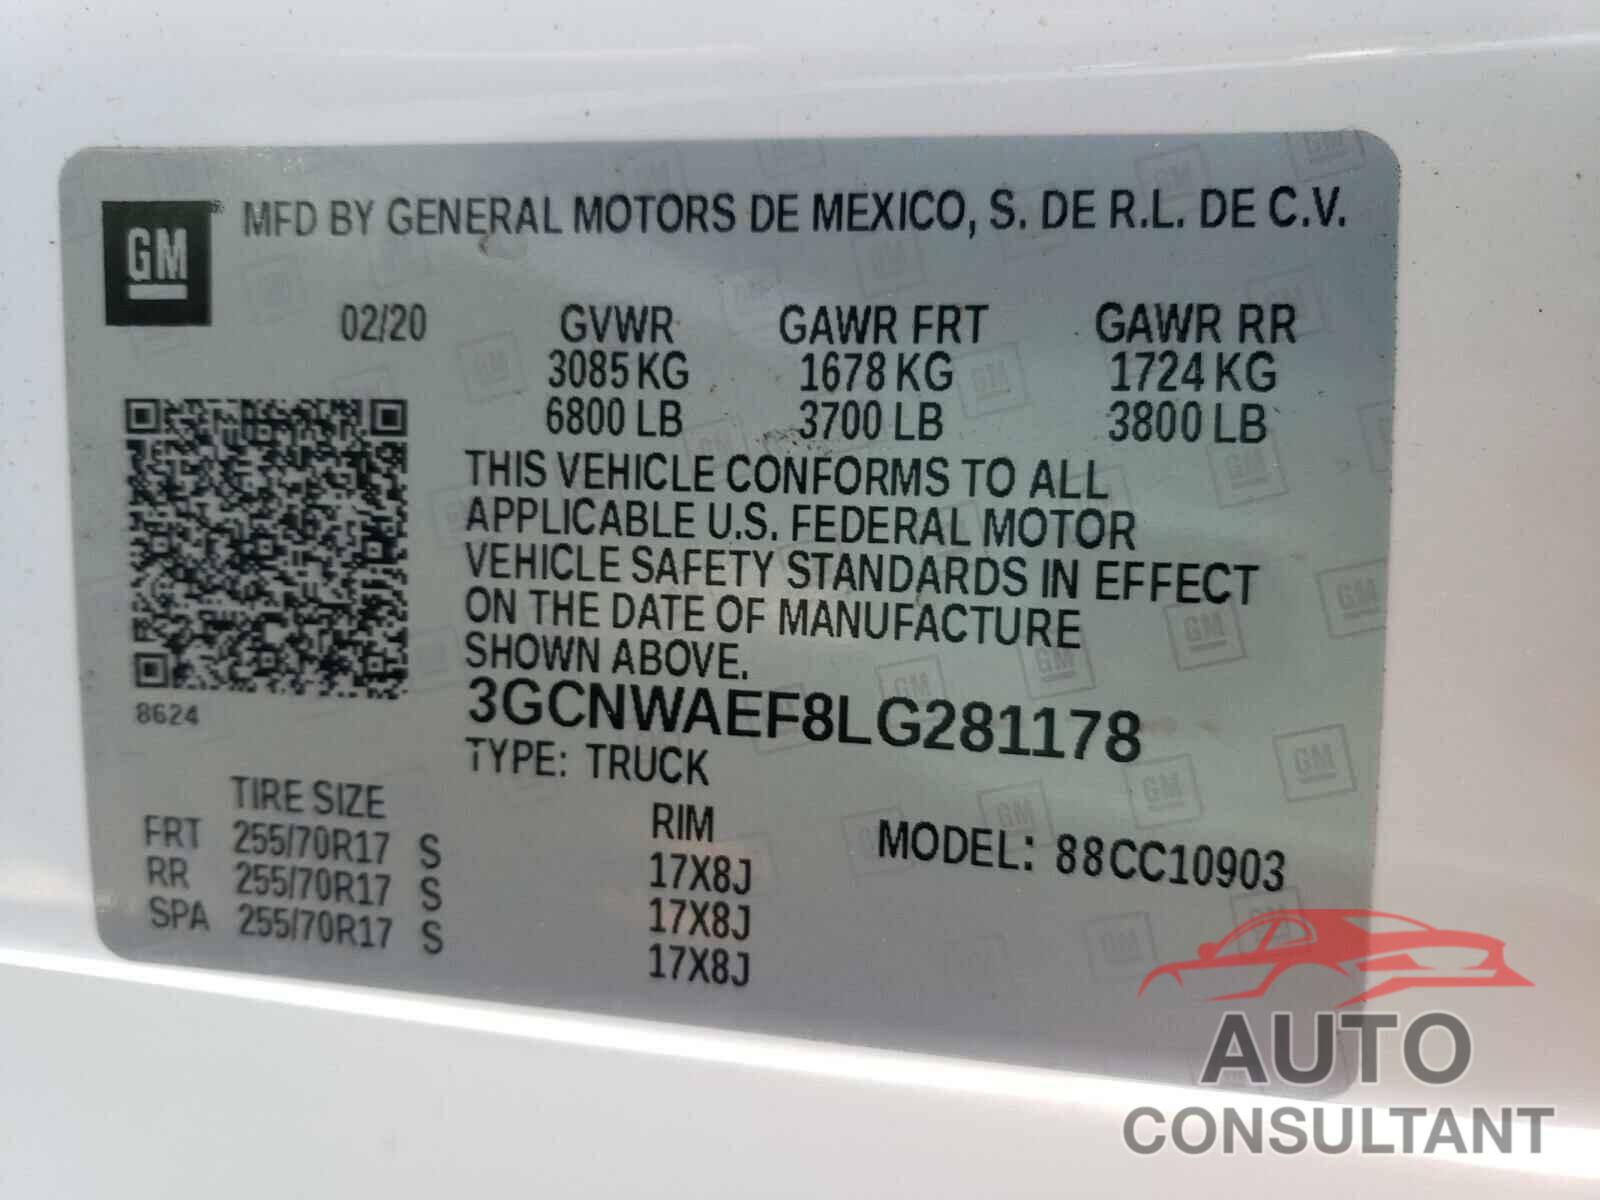 GM
MFD BY GENERAL MOTORS DE MEXICO, S. DE R.L. DE C.V.
02/20 GVWR GAWR FRT GAWR RR
3085 KG 1678 KG 1724 KG
6800 LB 3700 LB 3800 LB
THIS VEHICLE CONFORMS TO ALL
APPLICABLE U.S. FEDERAL MOTOR
VEHICLE SAFETY STANDARDS IN EFFECT
ON THE DATE OF MANUFACTURE
SHOWN ABOVE.
8624
3GCNWAEF8LG281178
TYPE: TRUCK
TIRE SIZE RIM
FRT 255/70R17 S 17X8J
RR 255/70R17 S 17X8J
SPA 255/70R17 S 17X8J
MODEL: 88CC10903
AUTO
CONSULTANT